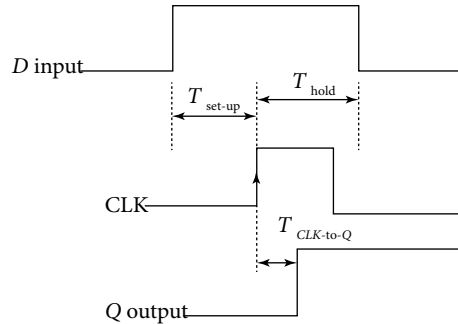 D input
T set-up
T hold
CLK
T CLK-to-Q
Q output